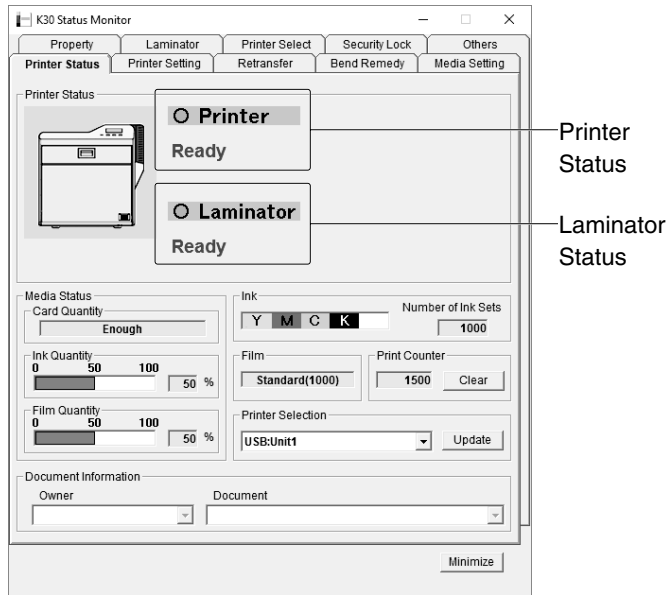 K30 Status Monitor
Property Laminator Printer Select Security Lock Others
Printer Status Printer Setting Retransfer Bend Remedy Media Setting
Printer Status
O Printer
Ready
Printer
Status
O Laminator
Ready
Laminator
Status
Media Status
Card Quantity
Enough
Ink
Y M C K
Number of Ink Sets
1000
Ink Quantity
0 50 100
50 %
Film
Standard(1000)
Print Counter
1500 Clear
Film Quantity
0 50 100
50 %
Printer Selection
USB:Unit1 Update
Document Information
Owner Document
Minimize